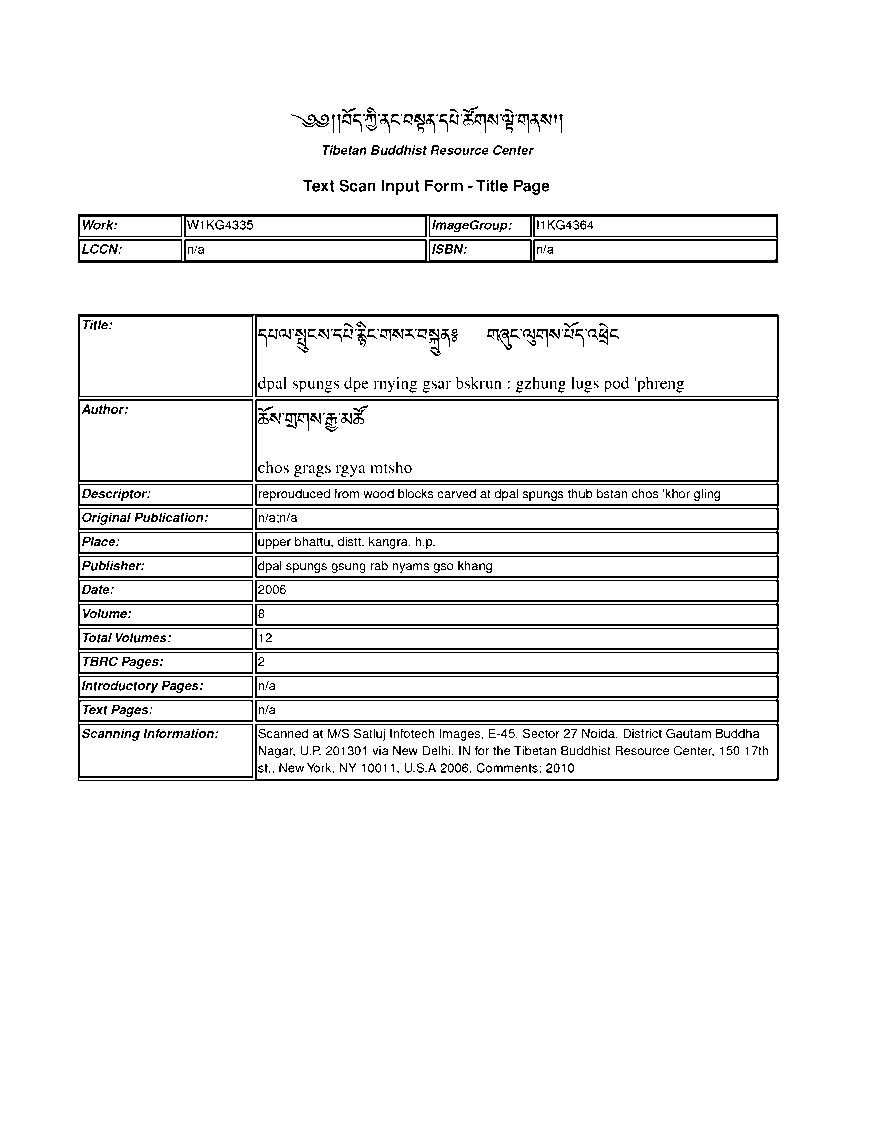 ༄༅།།བོད་ཀྱི་ནང་བསྟན་དཔེ་ཚོགས་ལྟེ་གནས།།
Tibetan Buddhist Resource Center
Text Scan Input Form - Title Page
Work: W1KG4335 ImageGroup: I1KG4364
LCCN: n/a ISBN: n/a
Title: དཔལ་སྤུངས་དཔེ་རྙིང་གསར་བསྐྲུན༔ གཞུང་ལུགས་པོད་འཕྲེང
dpal spungs dpe rnying gsar bskrun : gzhung lugs pod 'phreng
Author: ཆོས་གྲགས་རྒྱ་མཚོ
chos grags rgya mtsho
Descriptor: reprouduced from wood blocks carved at dpal spungs thub bstan chos 'khor gling
Original Publication: n/a;n/a
Place: upper bhattu, distt. kangra. h.p.
Publisher: dpal spungs gsung rab nyams gso khang
Date: 2006
Volume: 8
Total Volumes: 12
TBRC Pages: 2
Introductory Pages: n/a
Text Pages: n/a
Scanning Information: Scanned at M/S Satluj Infotech Images, E-45, Sector 27 Noida. District Gautam Buddha
Nagar, U.P. 201301 via New Delhi. IN for the Tibetan Buddhist Resource Center, 150 17th
st., New York, NY 10011, U.S.A 2006, Comments: 2010